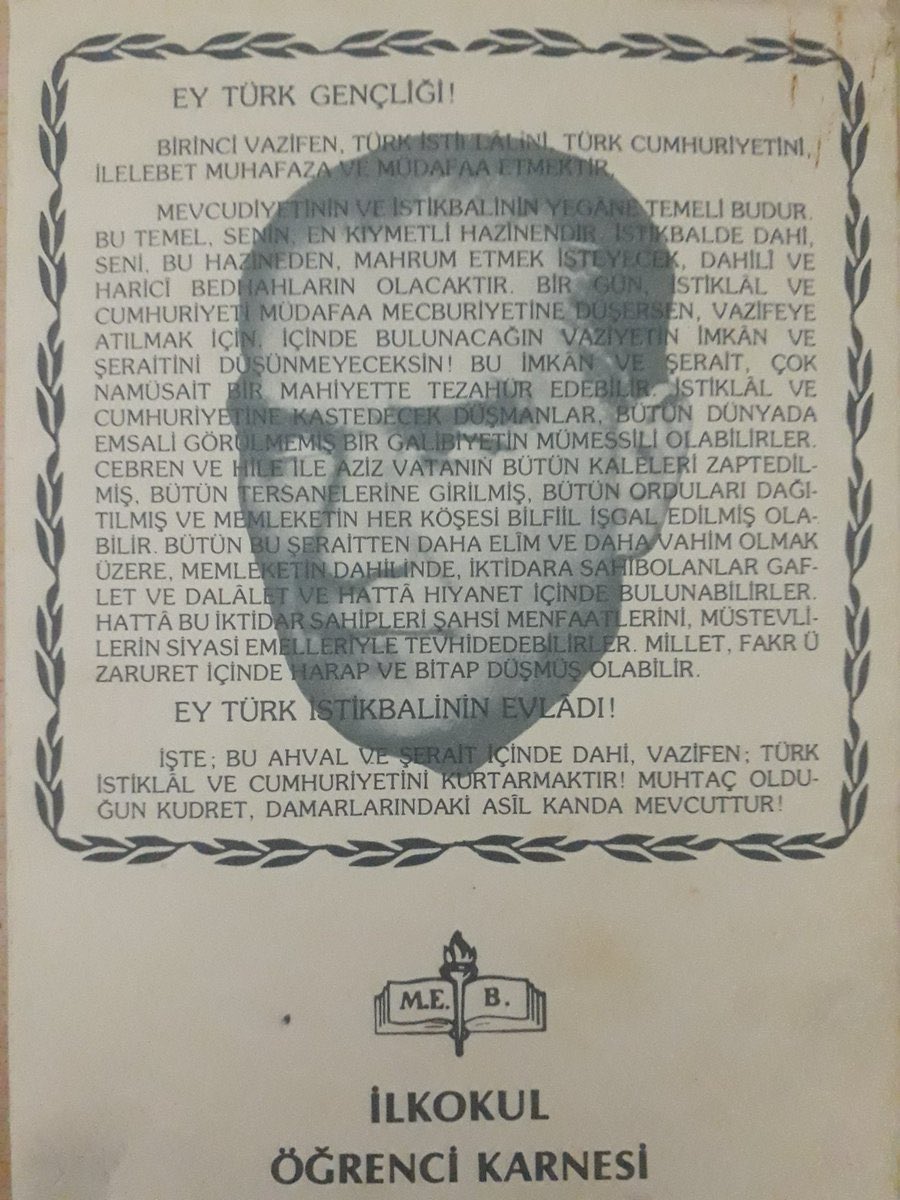 EY TÜRK GENÇLİĞİ!
BİRİNCİ VAZİFEN, TÜRK İSTİKLÂLİNİ, TÜRK CUMHURİYETİNİ,
İLELEBET MUHAFAZA VE MÜDAFAA ETMEKTİR.
MEVCUDİYETİNİN VE İSTİKBALİNİN YEGÂNE TEMELİ BUDUR.
BU TEMEL, SENİN, EN KIYMETLİ HAZİNENDİR. İSTİKBALDE DAHİ,
SENİ, BU HAZİNEDEN, MAHRUM ETMEK İSTEYECEK, DAHİLÎ VE
HARİCÎ BEDHAHLARIN OLACAKTIR. BİR GÜN, İSTİKLÂL VE
CUMHURİYETİ MÜDAFAA MECBURİYETİNE DÜŞERSEN, VAZİFEYE
ATILMAK İÇİN, İÇİNDE BULUNACAĞIN VAZİYETİN İMKÂN VE
ŞERAİTİNİ DÜŞÜNMEYECEKSİN! BU İMKÂN VE ŞERAİT, ÇOK
NAMÜSAİT BİR MAHİYETTE TEZAHÜR EDEBİLİR. İSTİKLÂL VE
CUMHURİYETİNE KASTEDECEK DÜŞMANLAR, BÜTÜN DÜNYADA
EMSALİ GÖRÜLMEMİŞ BİR GALİBİYETİN MÜMESSİLİ OLABİLİRLER.
CEBREN VE HİLE İLE AZİZ VATANIN BÜTÜN KALELERİ ZAPTEDİL-
MİŞ, BÜTÜN TERSANELERİNE GİRİLMİŞ, BÜTÜN ORDULARI DAĞI-
TILMIŞ VE MEMLEKETİN HER KÖŞESİ BİLFİİL İŞGAL EDİLMİŞ OLA-
BİLİR. BÜTÜN BU ŞERAİTTEN DAHA ELÎM VE DAHA VAHİM OLMAK
ÜZERE, MEMLEKETİN DAHİLİNDE, İKTİDARA SAHİBOLANLAR GAF-
LET VE DALÂLET VE HATTÂ HIYANET İÇİNDE BULUNABİLİRLER.
HATTÂ BU İKTİDAR SAHİPLERİ ŞAHSİ MENFAATLERİNİ, MÜSTEVLİ-
LERİN SİYASİ EMELLERİYLE TEVHİDEDEBİLİRLER. MİLLET, FAKR Ü
ZARURET İÇİNDE HARAP VE BİTAP DÜŞMÜŞ OLABİLİR.
EY TÜRK İSTİKBALİNİN EVLÂDI!
İŞTE; BU AHVAL VE ŞERAİT İÇİNDE DAHİ, VAZİFEN; TÜRK
İSTİKLÂL VE CUMHURİYETİNİ KURTARMAKTIR! MUHTAÇ OLDU-
ĞUN KUDRET, DAMARLARINDAKİ ASÎL KANDA MEVCUTTUR!
M.E. B.
İLKOKUL
ÖĞRENCİ KARNESİ